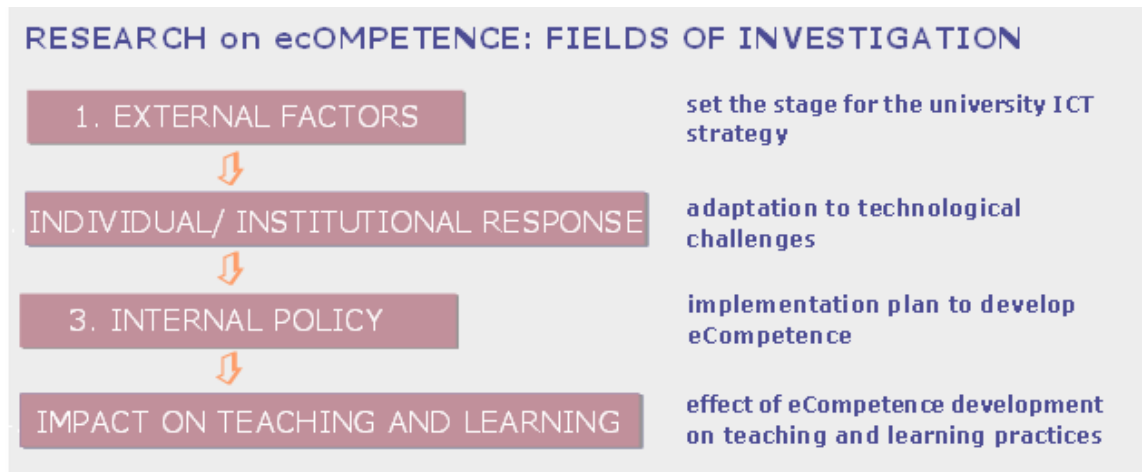 RESEARCH on ecOMPETENCE: FIELDS OF INVESTIGATION
1. EXTERNAL FACTORS
set the stage for the university ICT
strategy
INDIVIDUAL/ INSTITUTIONAL RESPONSE
adaptation to technological
challenges
3. INTERNAL POLICY
implementation plan to develop
eCompetence
IMPACT ON TEACHING AND LEARNING
effect of eCompetence development
on teaching and learning practices